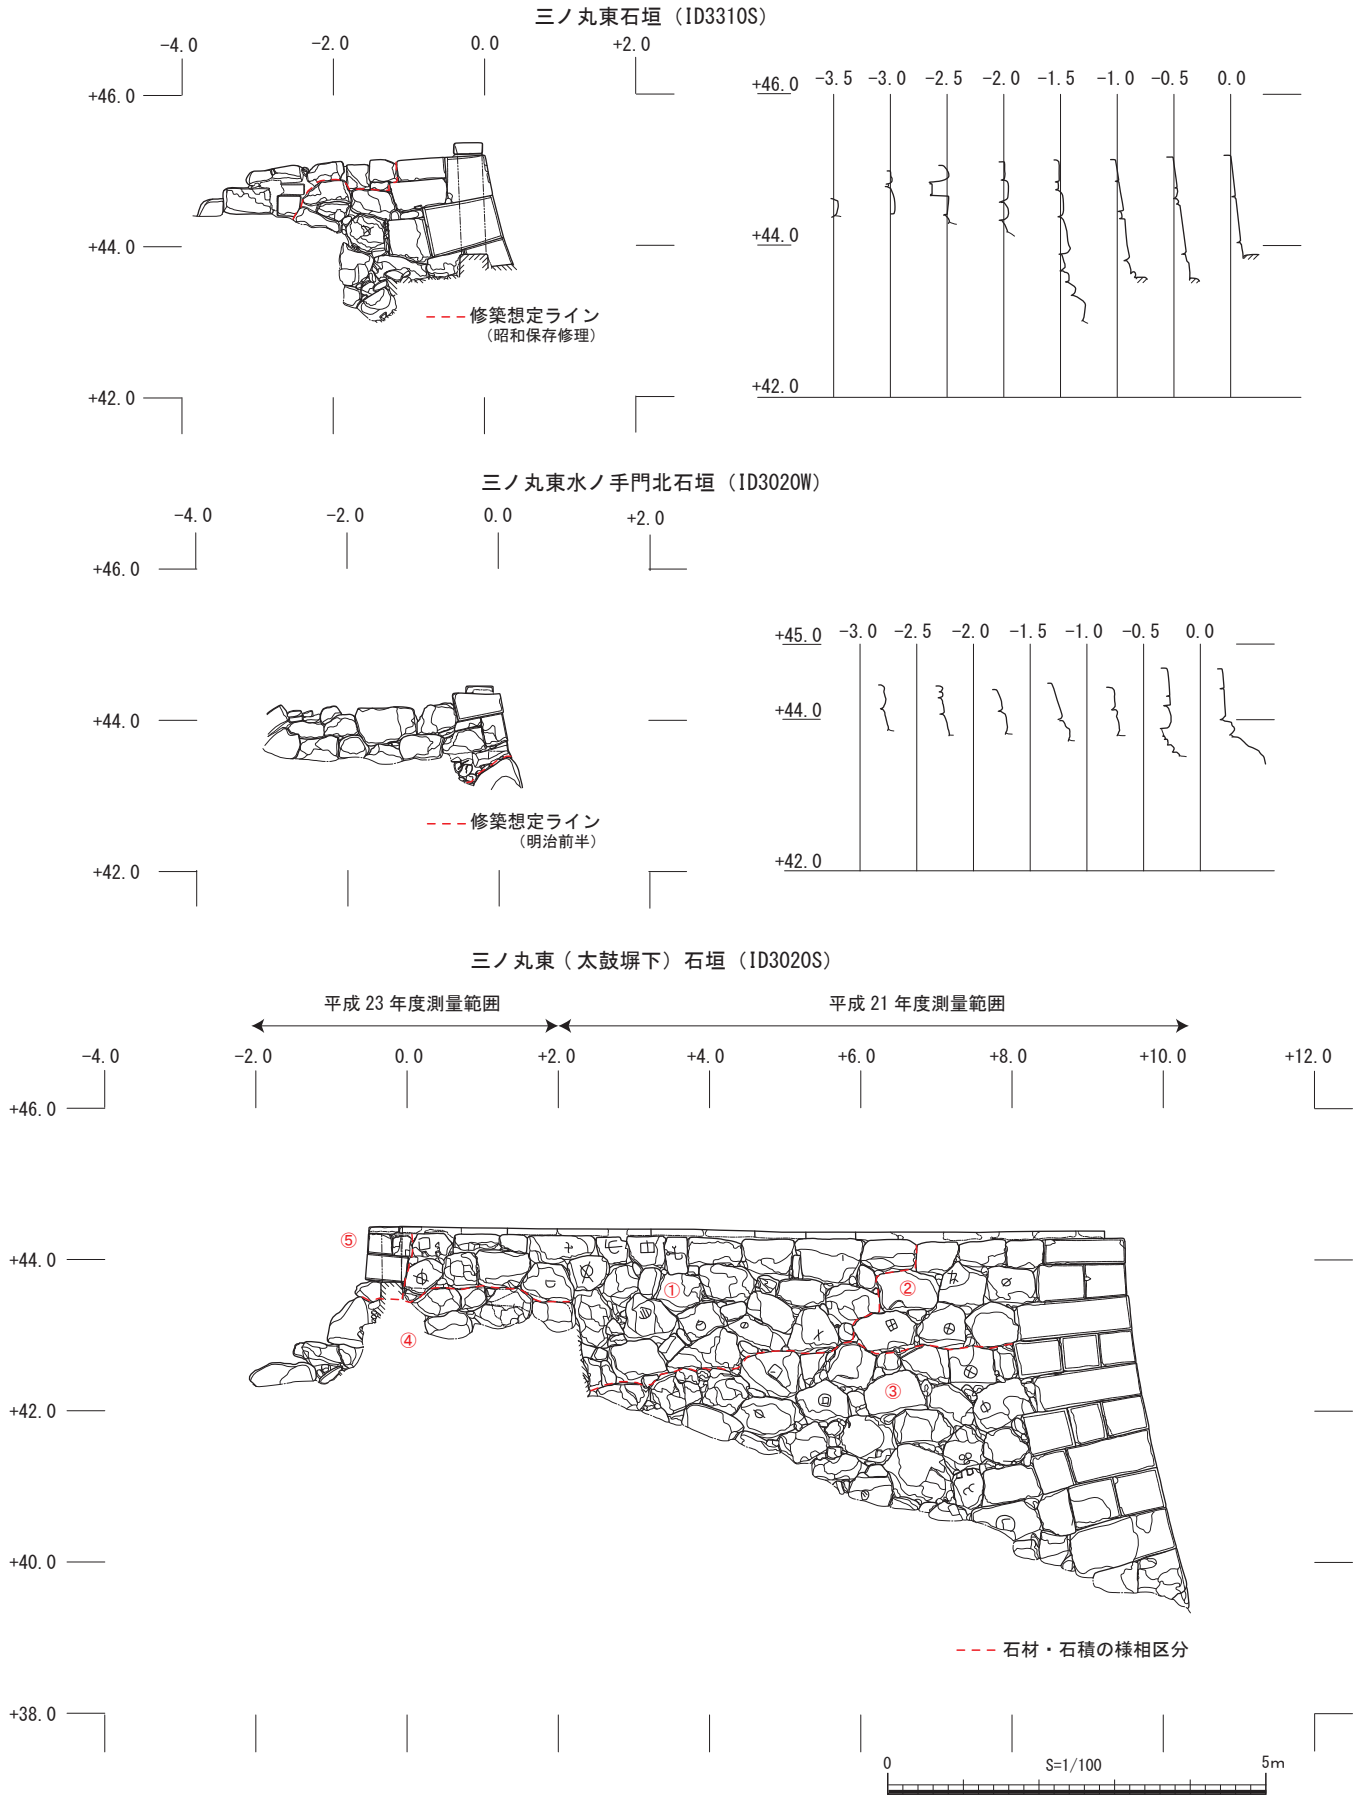 三ノ丸東石垣（ID3310S）
-4.0 -2.0 0.0 +2.0
+46.0
+44.0
+42.0
修築想定ライン
（昭和保存修理）
+46.0 -3.5 -3.0 -2.5 -2.0 -1.5 -1.0 -0.5 0.0
+44.0
+42.0
三ノ丸東水ノ手門北石垣（ID3020W）
-4.0 -2.0 0.0 +2.0
+46.0
+44.0
+42.0
修築想定ライン
（明治前半）
+45.0 -3.0 -2.5 -2.0 -1.5 -1.0 -0.5 0.0
+44.0
+42.0
三ノ丸東（太鼓塀下）石垣（ID3020S）
平成 23 年度測量範囲 平成 21 年度測量範囲
-4.0 -2.0 0.0 +2.0 +4.0 +6.0 +8.0 +10.0 +12.0
+46.0
+44.0
+42.0
+40.0
+38.0
⑤
①
②
④
③
石材・石積の様相区分
0 S=1/100 5m